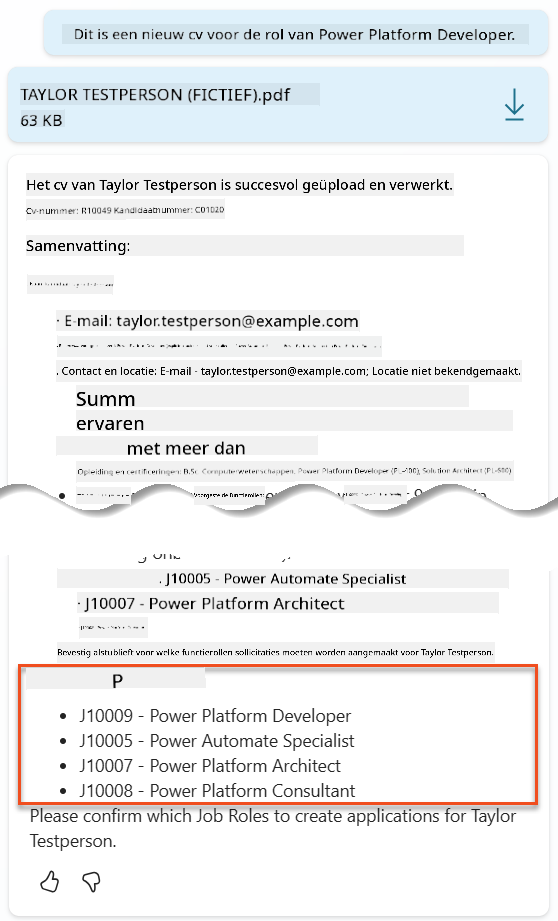 Dit is een nieuw cv voor de rol van Power Platform Developer.
TAYLOR TESTPERSON (FICTIEF).pdf
63 KB
Het cv van Taylor Testperson is succesvol geüpload en verwerkt.
Cv-nummer: R10049 Kandidaatnummer: C01020
Samenvatting:
· E-mail: taylor.testperson@example.com
. Contact en locatie: E-mail - taylor.testperson@example.com; Locatie niet bekendgemaakt.
Summ
ervaren
met meer dan
Opleiding en certificeringen: B.Sc. Computerwetenschappen, Power Platform Developer (PL-400), Solution Architect (PL-600)
Voorgestelde functierollen:
. J10005 - Power Automate Specialist
· J10007 - Power Platform Architect
Bevestig alstublieft voor welke functierollen sollicitaties moeten worden aangemaakt voor Taylor Testperson.
P
• J10009 - Power Platform Developer
• J10005 - Power Automate Specialist
• J10007 - Power Platform Architect
• J10008 - Power Platform Consultant
Please confirm which Job Roles to create applications for Taylor
Testperson.